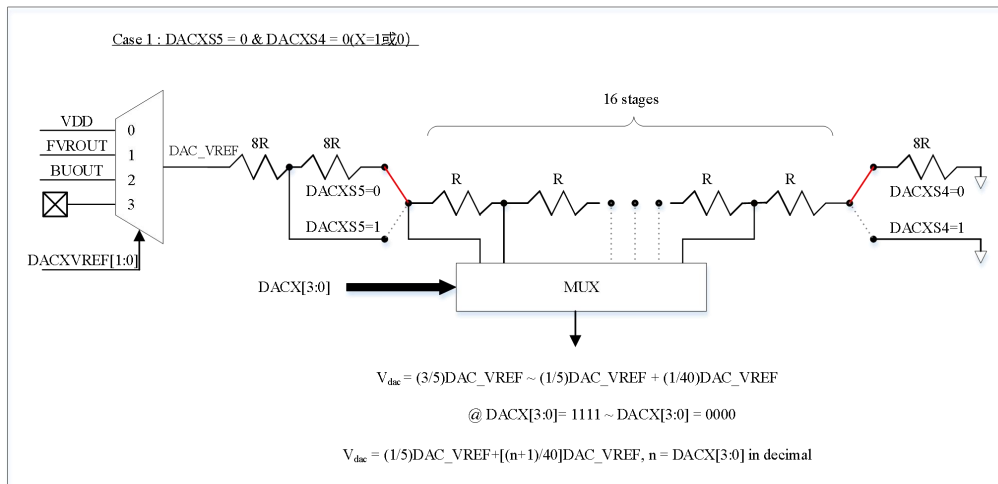 Case 1 : DACXS5 = 0 & DACXS4 = 0(X=1或0)
16 stages
VDD
0
FVROUT
1
BUOUT
2
3
DAC_VREF
8R
8R
DACXS5=0
DACXS5=1
R
R
R
R
8R
DACXS4=0
DACXS4=1
DACXVREF[1:0]
DACX[3:0]
MUX
Vdac = (3/5)DAC_VREF ~ (1/5)DAC_VREF + (1/40)DAC_VREF
@ DACX[3:0]= 1111 ~ DACX[3:0] = 0000
Vdac = (1/5)DAC_VREF+[(n+1)/40]DAC_VREF, n = DACX[3:0] in decimal